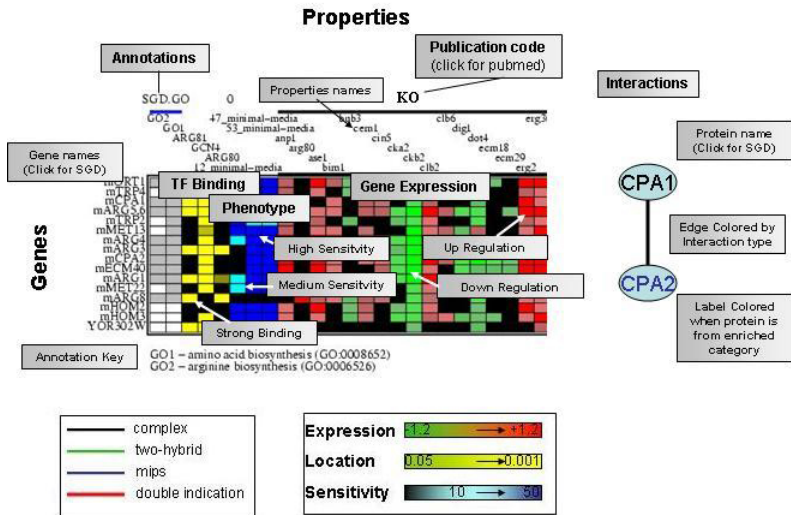 Properties
Annotations
Publication code
(click for pubmed)
Properties names
Interactions
SGD.GO 0 KO
GO2 47_minimal-media bub3 clb6 erg3
GO1 53_minimal-media cem1 dig1
ARG81 anp1 cin5 dot4
GCN4 arg80 cka2 ecm18
ARG80 ase1 ckb2 ecm29
12_minimal-media bim1 clb2 erg2
Gene names
(Click for SGD)
Protein name
(Click for SGD)
TF Binding
Gene Expression
Phenotype
High Sensitvity
Up Regulation
Medium Sensitvity
Down Regulation
Strong Binding
Genes
mORT1
mTRP4
mCPA1
mARG5,6
mTRP2
mMET13
mARG4
mARG3
mCPA2
mECM40
mARG1
mMET22
mARG8
mHOM2
mHOM3
YOR302W
CPA1
Edge Colored by
Interaction type
CPA2
Label Colored
when protein is
from enriched
category
Annotation Key
GO1 – amino acid biosynthesis (GO:0008652)
GO2 – arginine biosynthesis (GO:0006526)
complex
two-hybrid
mips
double indication
Expression -1.2 +1.2
Location 0.05 0.001
Sensitivity 10 50